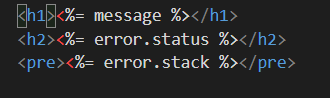 <h1><%= message %></h1>
<h2><%= error.status %></h2>
<pre><%= error.stack %></pre>